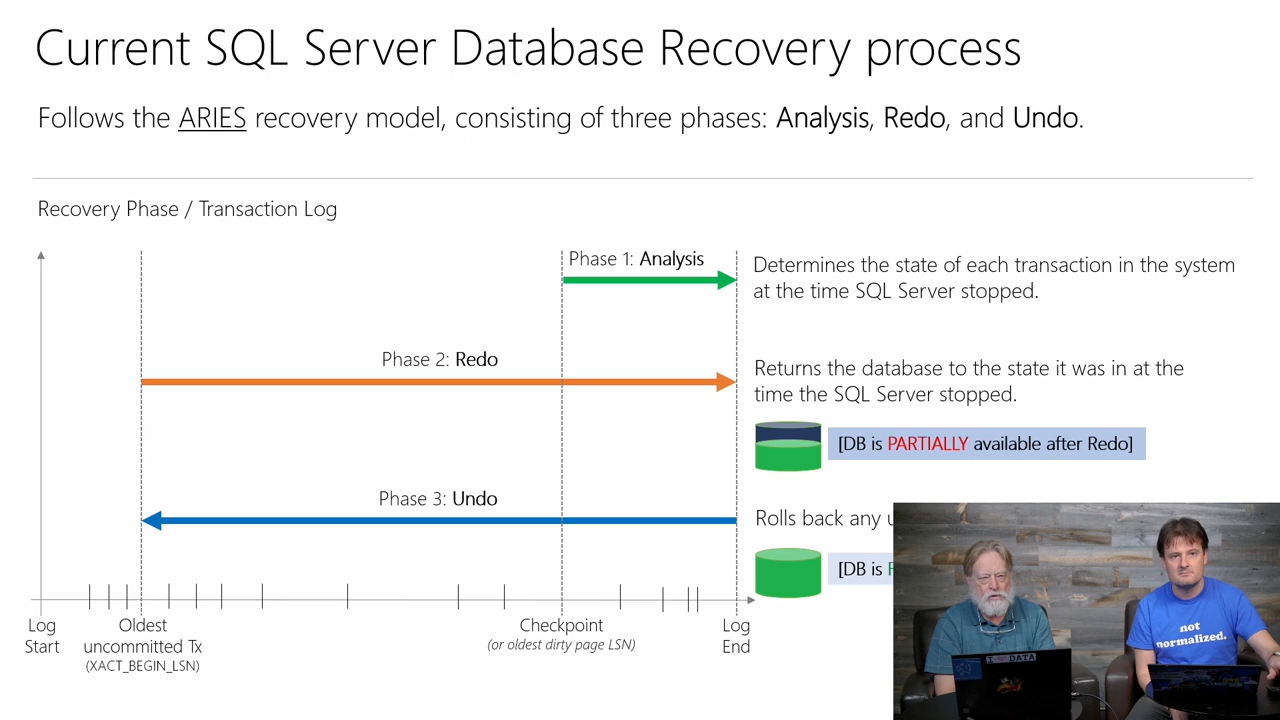 Current SQL Server Database Recovery process
Follows the ARIES recovery model, consisting of three phases: Analysis, Redo, and Undo.
Recovery Phase / Transaction Log
Phase 1: Analysis
Determines the state of each transaction in the system
at the time SQL Server stopped.
Phase 2: Redo
Returns the database to the state it was in at the
time the SQL Server stopped.
[DB is PARTIALLY available after Redo]
Phase 3: Undo
Rolls back any
[DB is
Log
Start
Oldest
uncommitted Tx
(XACT_BEGIN_LSN)
Checkpoint
(or oldest dirty page LSN)
Log
End
not
normalized.
I DATA